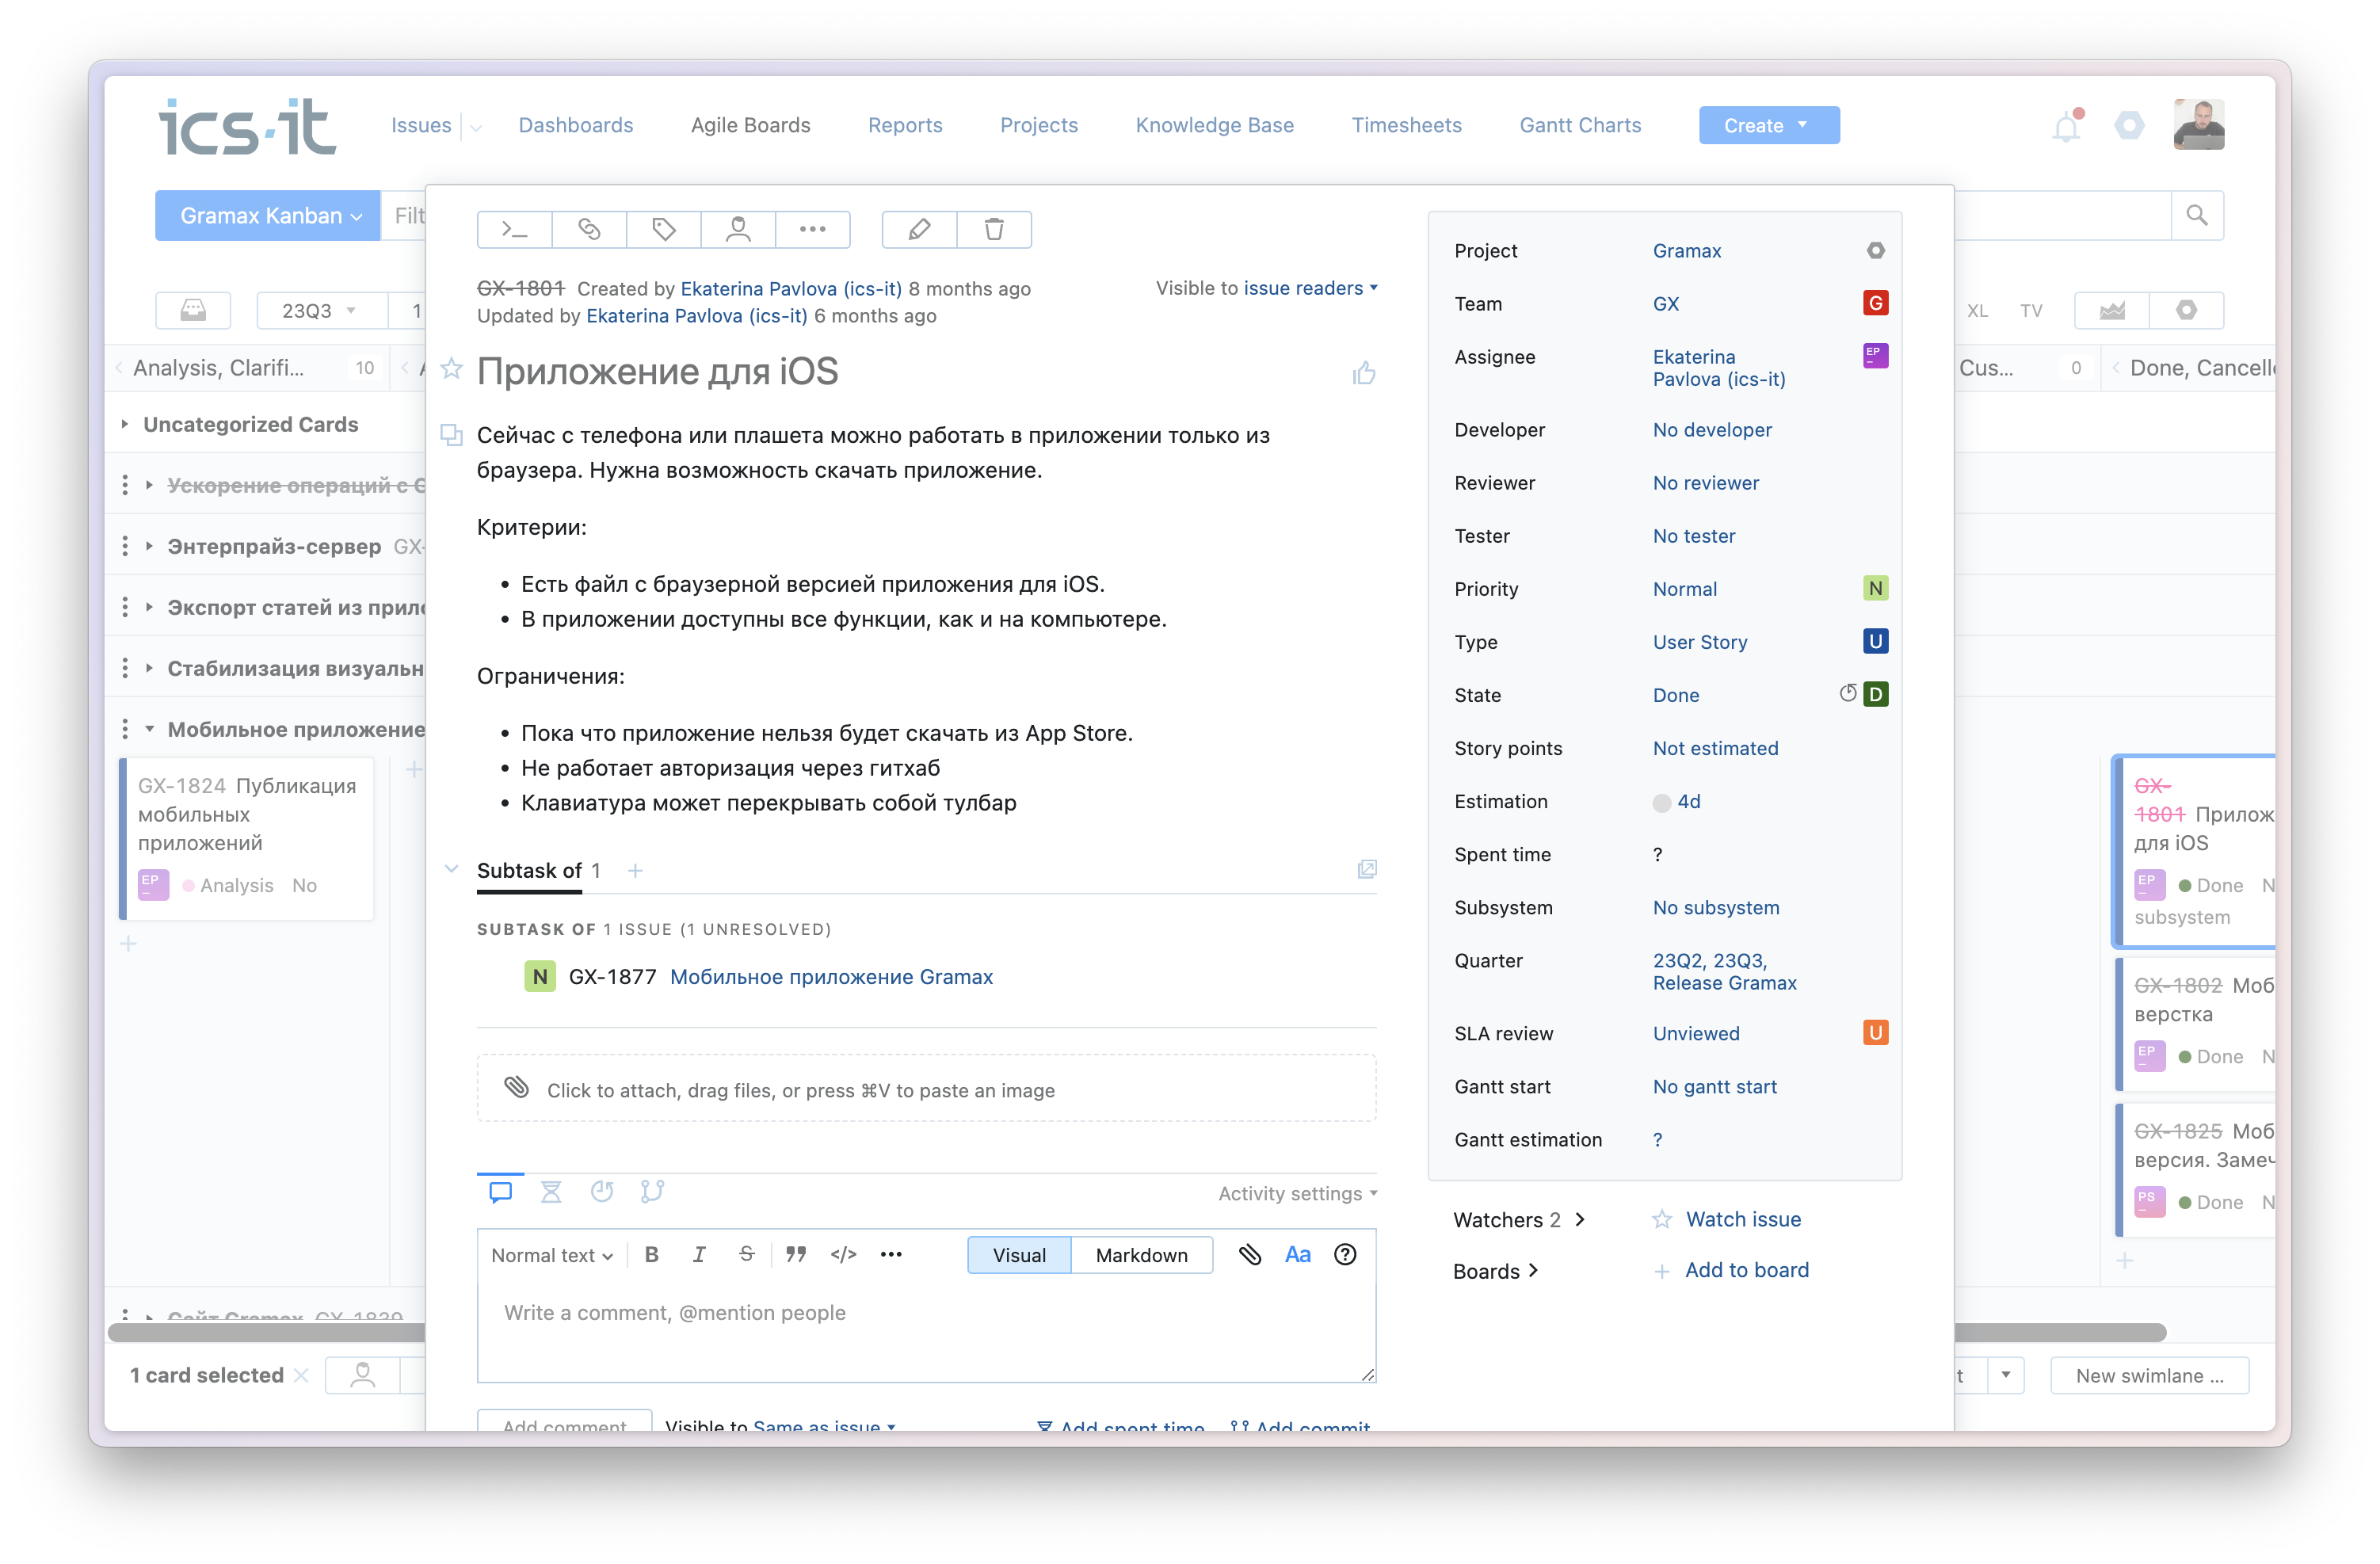 ics-it
Issues
Dashboards
Agile Boards
Reports
Projects
Knowledge Base
Timesheets
Gantt Charts
Create
Gramax Kanban
Filt
23Q3
1
XL
TV
Analysis, Clarifi...
10
Cus...
0
Done, Cancelle
Uncategorized Cards
Ускорение операций с
Энтерпрайз-сервер GX-
Экспорт статей из прило
Стабилизация визуальн
Мобильное приложение
GX-1824 Публикация
мобильных
приложений
EP
Analysis No
Сайт Gramax GX-1839
1 card selected
GX-1801 Created by Ekaterina Pavlova (ics-it) 8 months ago
Visible to issue readers
Updated by Ekaterina Pavlova (ics-it) 6 months ago
Приложение для iOS
Сейчас с телефона или плашета можно работать в приложении только из
браузера. Нужна возможность скачать приложение.
Критерии:
• Есть файл с браузерной версией приложения для iOS.
• В приложении доступны все функции, как и на компьютере.
Ограничения:
• Пока что приложение нельзя будет скачать из App Store.
• Не работает авторизация через гитхаб
• Клавиатура может перекрывать собой тулбар
Subtask of 1
SUBTASK OF 1 ISSUE (1 UNRESOLVED)
N GX-1877 Мобильное приложение Gramax
Click to attach, drag files, or press ⌘V to paste an image
Activity settings
Normal text
B I S
Visual
Markdown
Aa
Write a comment, @mention people
Add comment
Visible to Same as issue
Add spent time
Add commit
Project Gramax
Team GX G
Assignee Ekaterina EP
Pavlova (ics-it)
Developer No developer
Reviewer No reviewer
Tester No tester
Priority Normal N
Type User Story U
State Done D
Story points Not estimated
Estimation 4d
Spent time ?
Subsystem No subsystem
Quarter 23Q2, 23Q3,
Release Gramax
SLA review Unviewed U
Gantt start No gantt start
Gantt estimation ?
Watchers 2
Watch issue
Boards
Add to board
GX-
1801 Прилож
для iOS
EP
Done N
subsystem
GX-1802 Моб
верстка
EP
Done N
GX-1825 Моб
версия. Замеч
PS
Done N
t
New swimlane ...